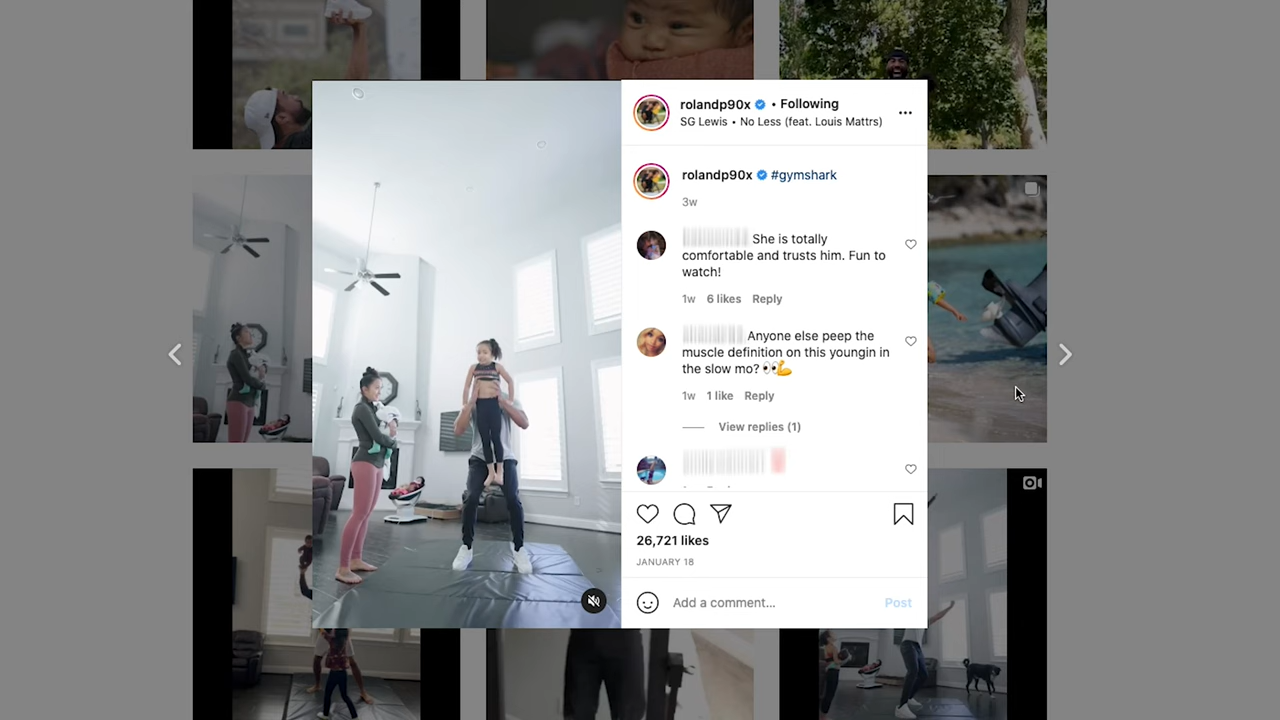 rolandp90x • Following
SG Lewis • No Less (feat. Louis Mattrs)
rolandp90x #gymshark
3w
She is totally
comfortable and trusts him. Fun to
watch!
1w 6 likes Reply
Anyone else peep the
muscle definition on this youngin in
the slow mo? 👀💪
1w 1 like Reply
View replies (1)
26,721 likes
JANUARY 18
Add a comment... Post